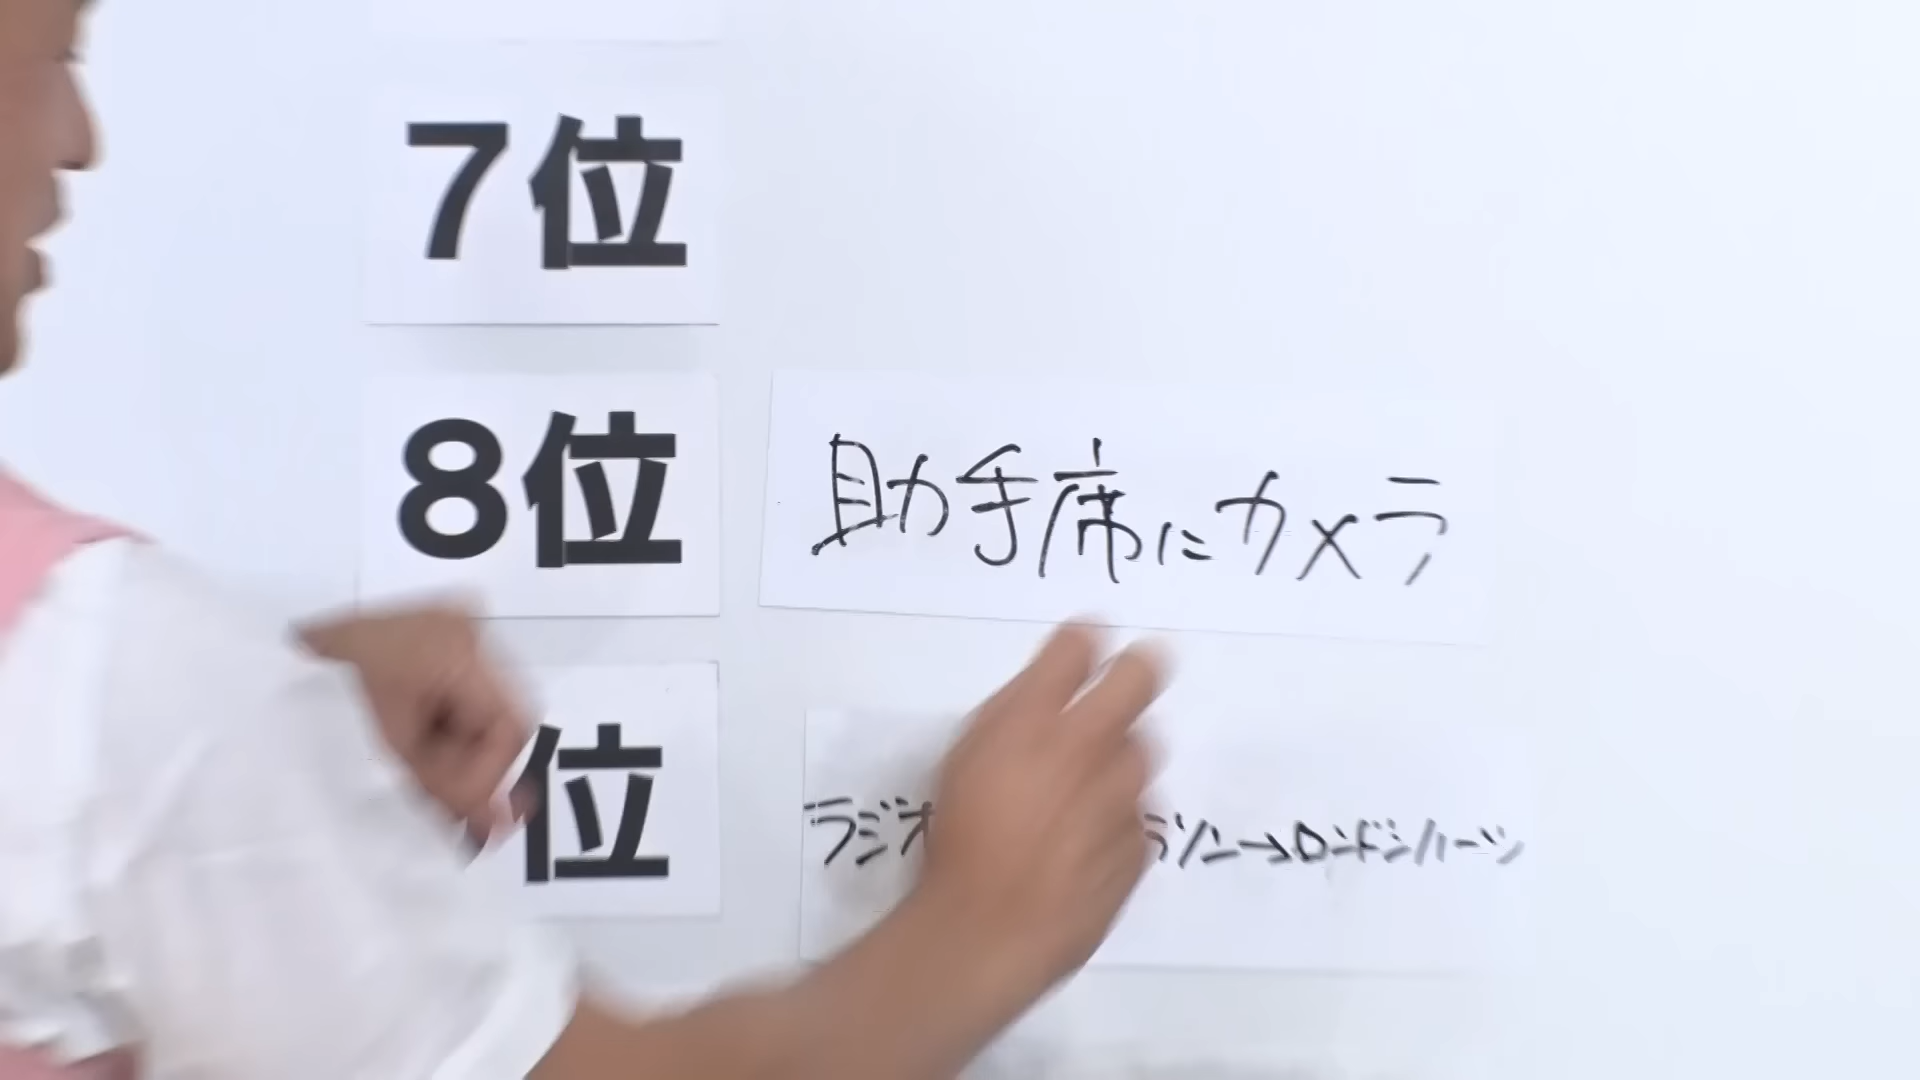 7位
8位
助手席にカメラ
位
ラジオ
ラソン→ロンドンハーツ